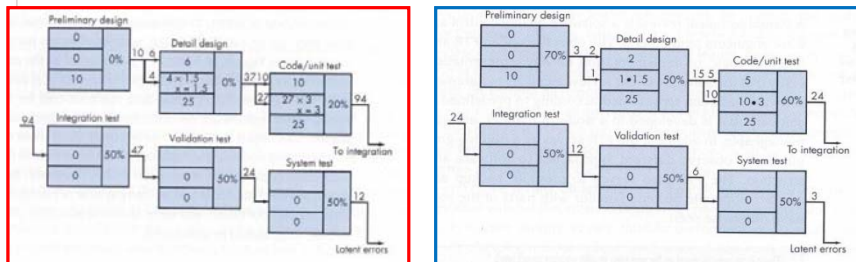 Preliminary design
0
0
10
0%
10 6
4
Detail design
6
4 × 1.5
x = 1.5
25
0%
37 10
27
Code/unit test
10
27 × 3
x = 3
25
20%
94
To integration
94
Integration test
0
0
50%
47
Validation test
0
0
50%
24
System test
0
0
50%
12
Latent errors
Preliminary design
0
0
10
70%
3 2
1
Detail design
2
1•1.5
25
50%
15 5
10
Code/unit test
5
10•3
25
60%
24
To integration
24
Integration test
0
0
50%
12
Validation test
0
0
50%
6
System test
0
0
50%
3
Latent errors